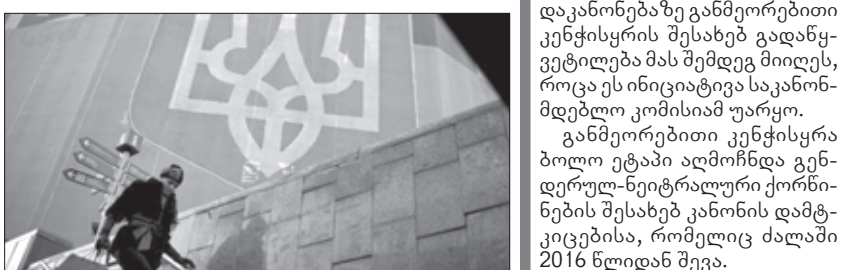 დაკანონებაზე განმეორებითი
კენჭისყრის შესახებ გადაწყ-
ვეტილება მას შემდეგ მიიღეს,
როცა ეს ინიციატივა საკანონ-
მდებლო კომისიამ უარყო.
განმეორებითი კენჭისყრა
ბოლო ეტაპი აღმოჩნდა გენ-
დერულ-ნეიტრალური ქორწი-
ნების შესახებ კანონის დამტ-
კიცებისა, რომელიც ძალაში
2016 წლიდან შევა.